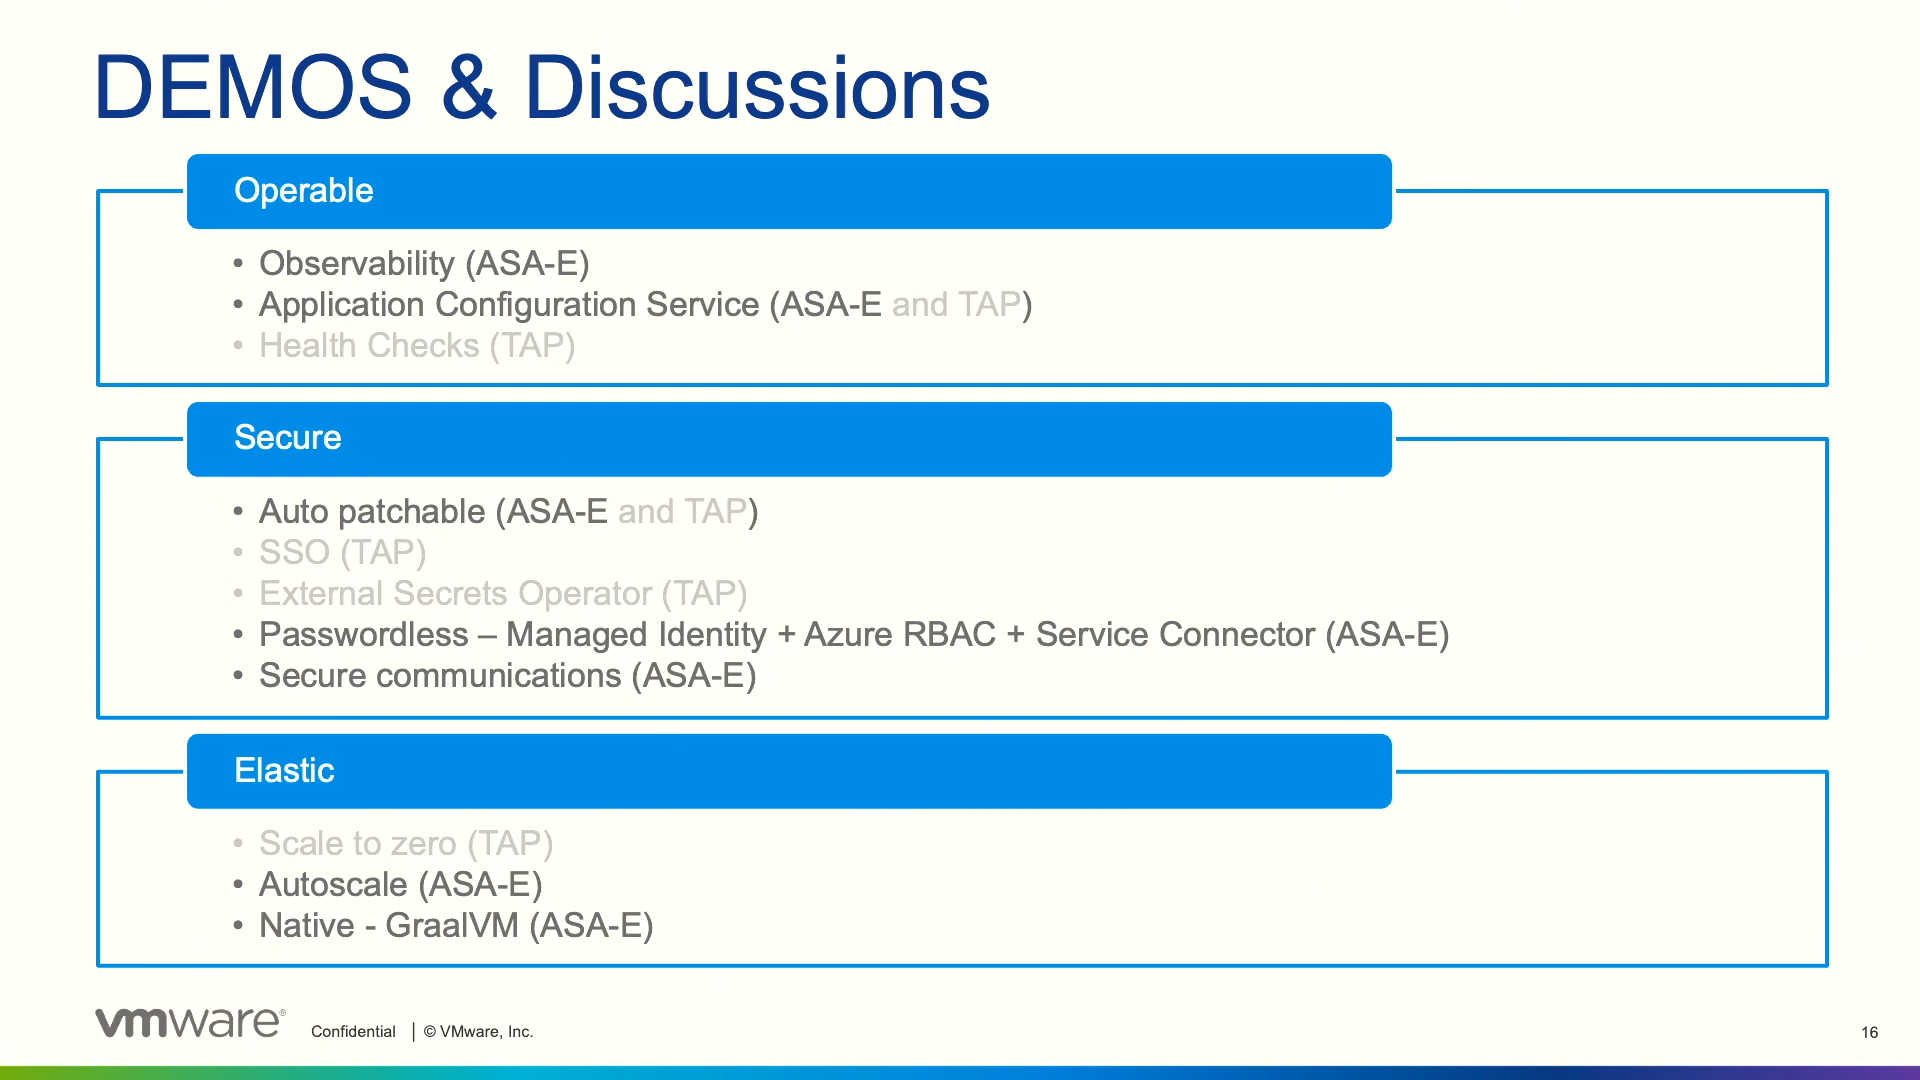 DEMOS & Discussions
Operable
• Observability (ASA-E)
• Application Configuration Service (ASA-E and TAP)
• Health Checks (TAP)
Secure
• Auto patchable (ASA-E and TAP)
• SSO (TAP)
• External Secrets Operator (TAP)
• Passwordless – Managed Identity + Azure RBAC + Service Connector (ASA-E)
• Secure communications (ASA-E)
Elastic
• Scale to zero (TAP)
• Autoscale (ASA-E)
• Native - GraalVM (ASA-E)
vmware® Confidential | © VMware, Inc. 16